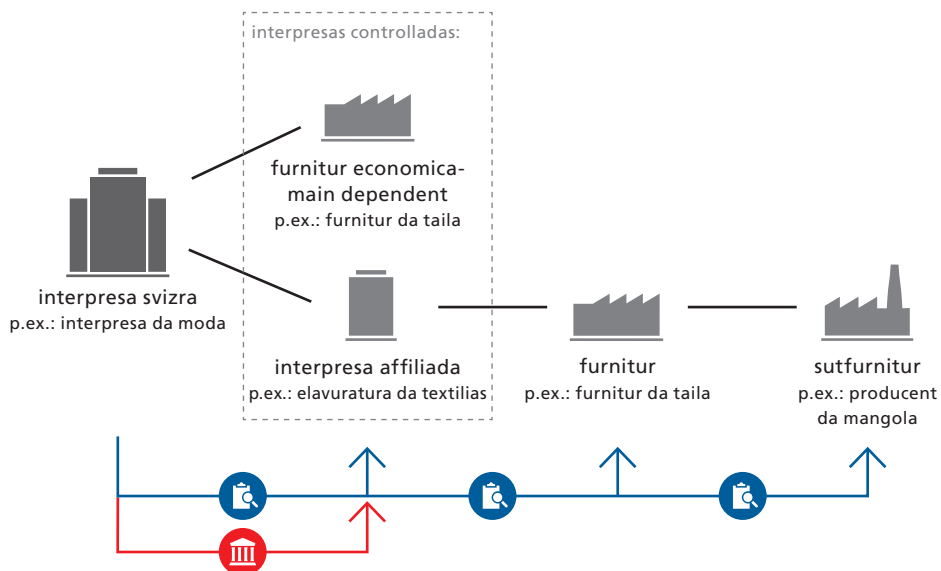 interpresas controlladas:
furnitur economica-
main dependent
p.ex.: furnitur da taila
interpresa svizra
p.ex.: interpresa da moda
interpresa affiliada
p.ex.: elavuratura da textilias
furnitur
p.ex.: furnitur da taila
sutfurnitur
p.ex.: producent
da mangola